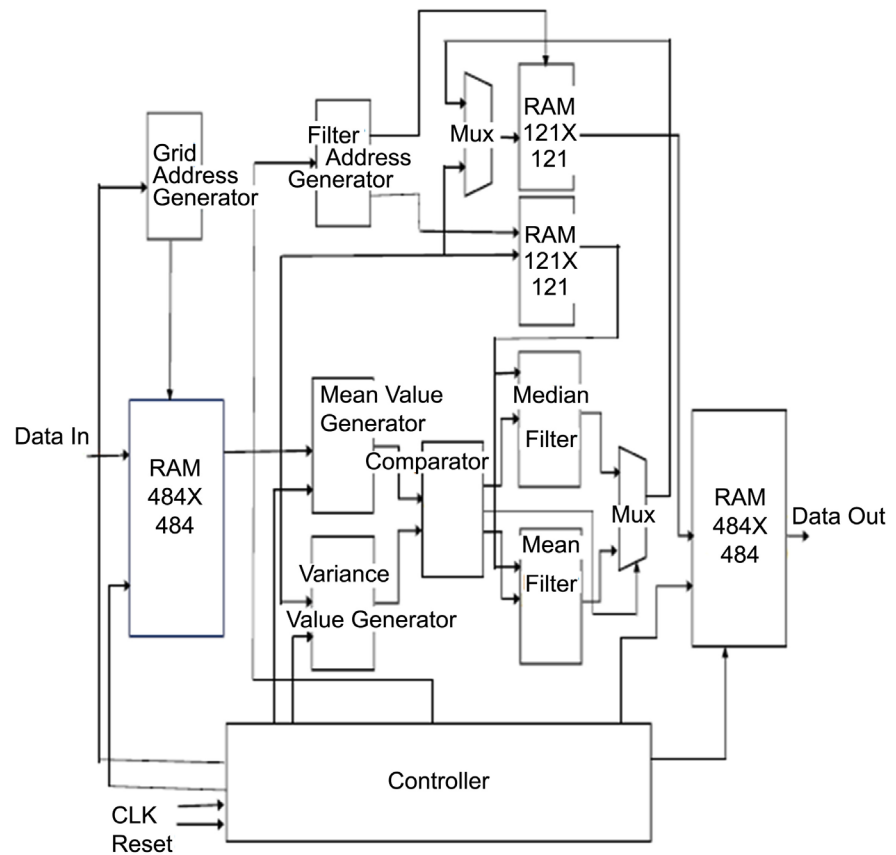 Grid
Address
Generator
Filter
Address
Generator
Mux
RAM
121X
121
RAM
121X
121
Data In
RAM
484X
484
Mean Value
Generator
Comparator
Variance
Value Generator
Median
Filter
Mean
Filter
Mux
RAM
484X
484
Data Out
Controller
CLK
Reset